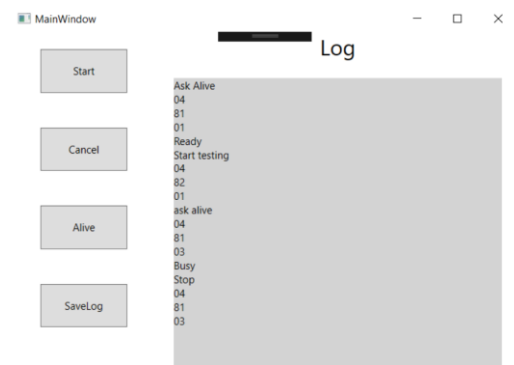 MainWindow
Log
Start
Cancel
Alive
SaveLog
Ask Alive
04
81
01
Ready
Start testing
04
82
01
ask alive
04
81
03
Busy
Stop
04
81
03